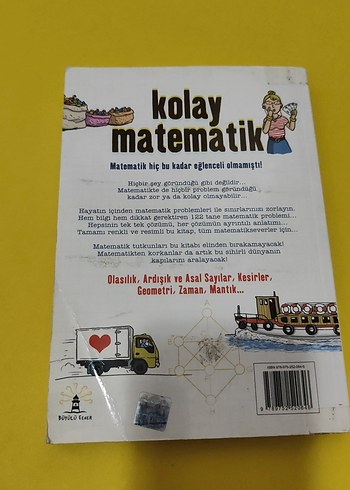 kolay
matematik
Matematik hiç bu kadar eğlenceli olmamıştı!
Hiçbir şey göründüğü gibi değildir...
Matematikte de hiçbir problem göründüğü
kadar zor ya da kolay olmayabilir...
Hayatın içinden matematik problemleri ile sınırlarınızı zorlayın.
Hem bilgi hem dikkat gerektiren 122 tane matematik problemi...
Hepsinin tek tek çözümü, her çözümün ayrıntılı anlatımı...
Tamamı renkli ve resimli bu kitap, tüm matematikseverler için...
Matematik tutkunları bu kitabı elinden bırakamayacak!
Matematikten korkanlar da artık bu sihirli dünyanın
kapılarını aralayacak!
Olasılık, Ardışık ve Asal Sayılar, Kesirler,
Geometri, Zaman, Mantık...
BÜYÜLÜ FENER